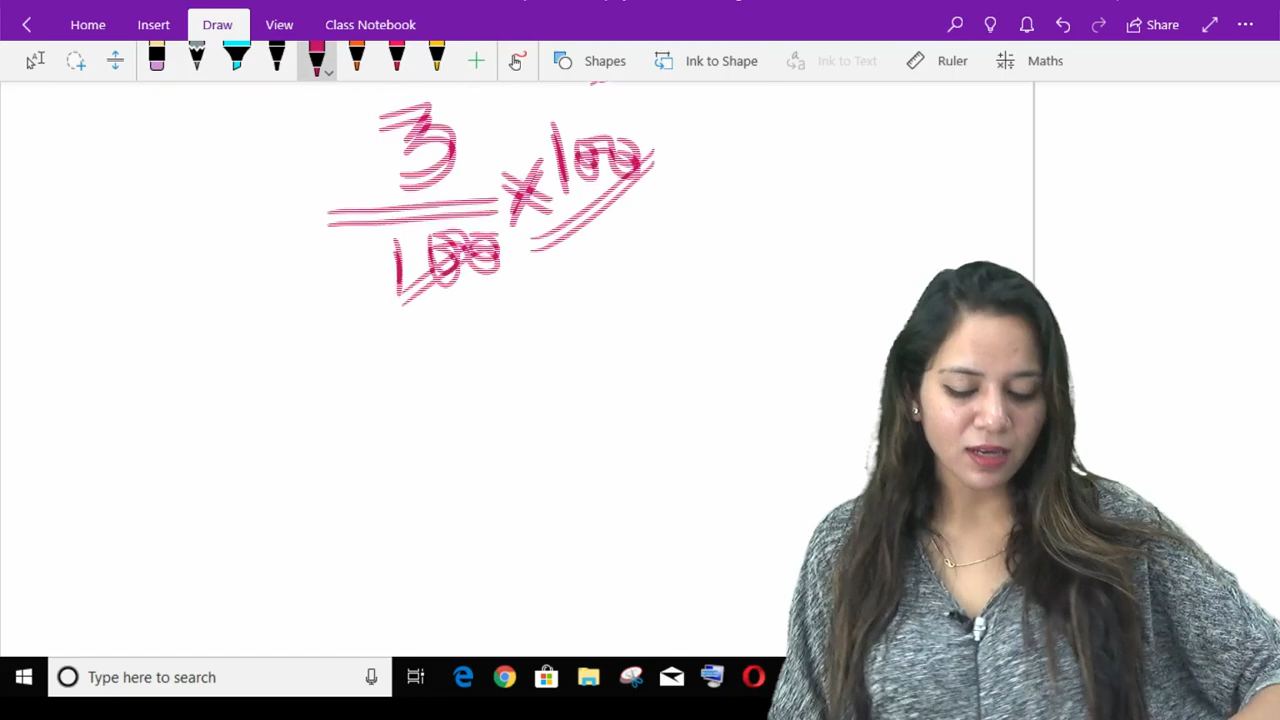 Home Insert Draw View Class Notebook Share
Shapes Ink to Shape Ink to Text Ruler Maths
3
× 100
100
Type here to search